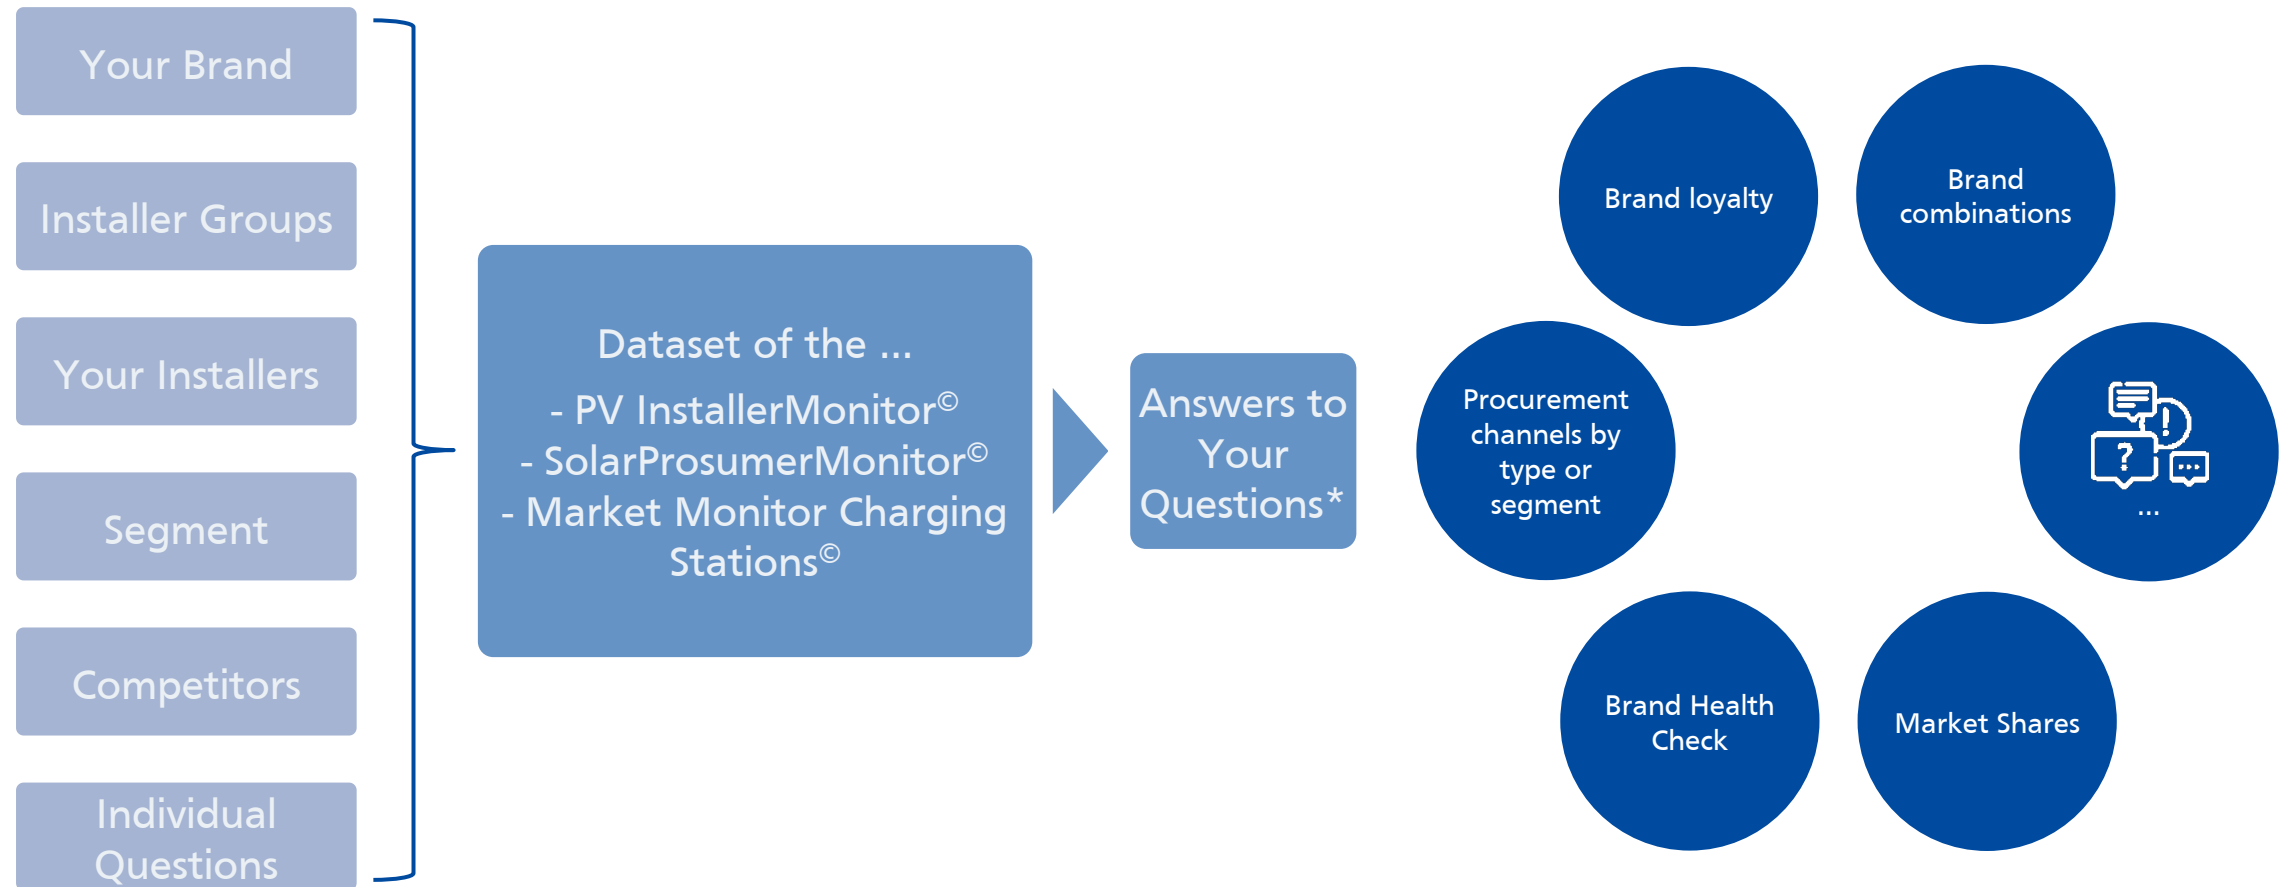 Your Brand
Installer Groups
Your Installers
Segment
Competitors
Individual
Questions
Dataset of the ...
- PV InstallerMonitor©
- SolarProsumerMonitor©
- Market Monitor Charging
Stations©
Answers to
Your
Questions*
Brand loyalty
Brand
combinations
Procurement
channels by
type or
segment
!
?
...
...
Brand Health
Check
Market Shares